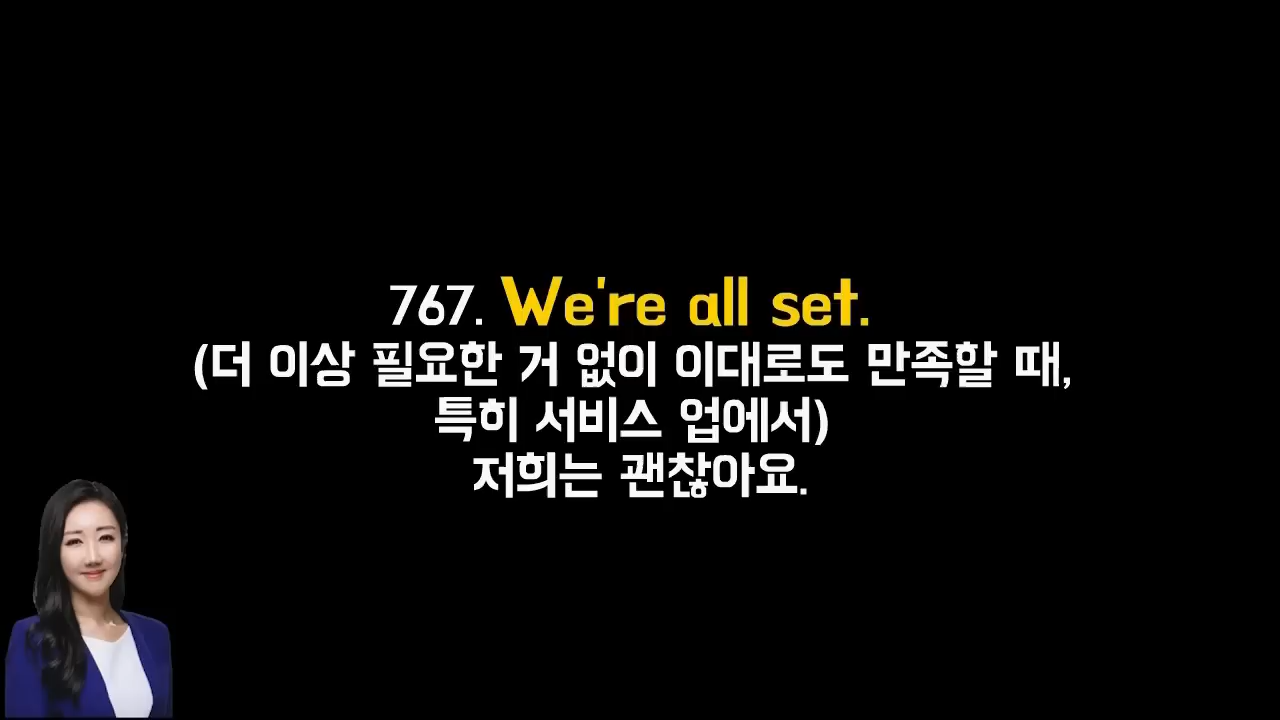 767. We're all set.
(더 이상 필요한 거 없이 이대로도 만족할 때,
특히 서비스 업에서)
저희는 괜찮아요.